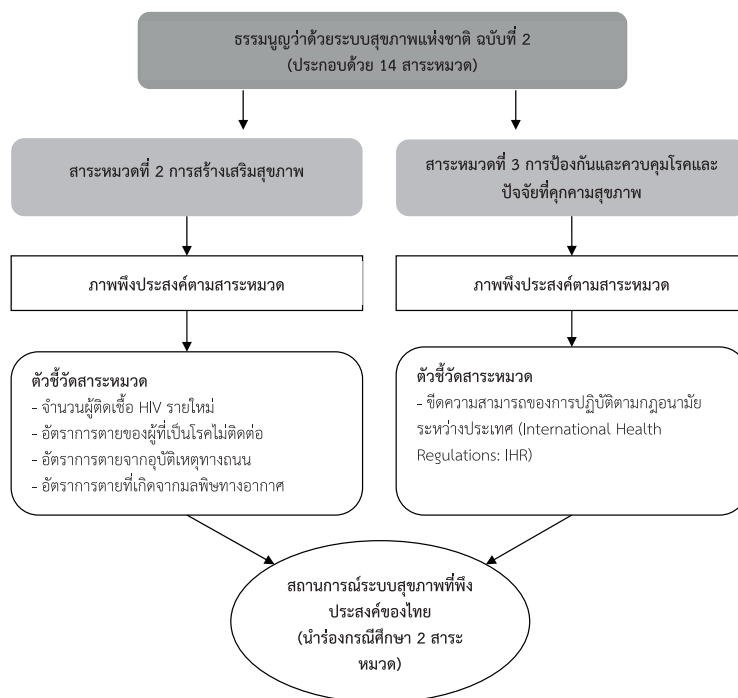 ธรรมนูญว่าด้วยระบบสุขภาพแห่งชาติ ฉบับที่ 2
(ประกอบด้วย 14 สาระหมวด)
สาระหมวดที่ 2 การสร้างเสริมสุขภาพ
สาระหมวดที่ 3 การป้องกันและควบคุมโรคและ
ปัจจัยที่คุกคามสุขภาพ
ภาพพึงประสงค์ตามสาระหมวด
ภาพพึงประสงค์ตามสาระหมวด
ตัวชี้วัดสาระหมวด
- จำนวนผู้ติดเชื้อ HIV รายใหม่
- อัตราการตายของผู้ที่เป็นโรคไม่ติดต่อ
- อัตราการตายจากอุบัติเหตุทางถนน
- อัตราการตายที่เกิดจากมลพิษทางอากาศ
ตัวชี้วัดสาระหมวด
- ขีดความสามารถของการปฏิบัติตามกฎอนามัย
ระหว่างประเทศ (International Health
Regulations: IHR)
สถานการณ์ระบบสุขภาพที่พึง
ประสงค์ของไทย
(นำร่องกรณีศึกษา 2 สาระ
หมวด)